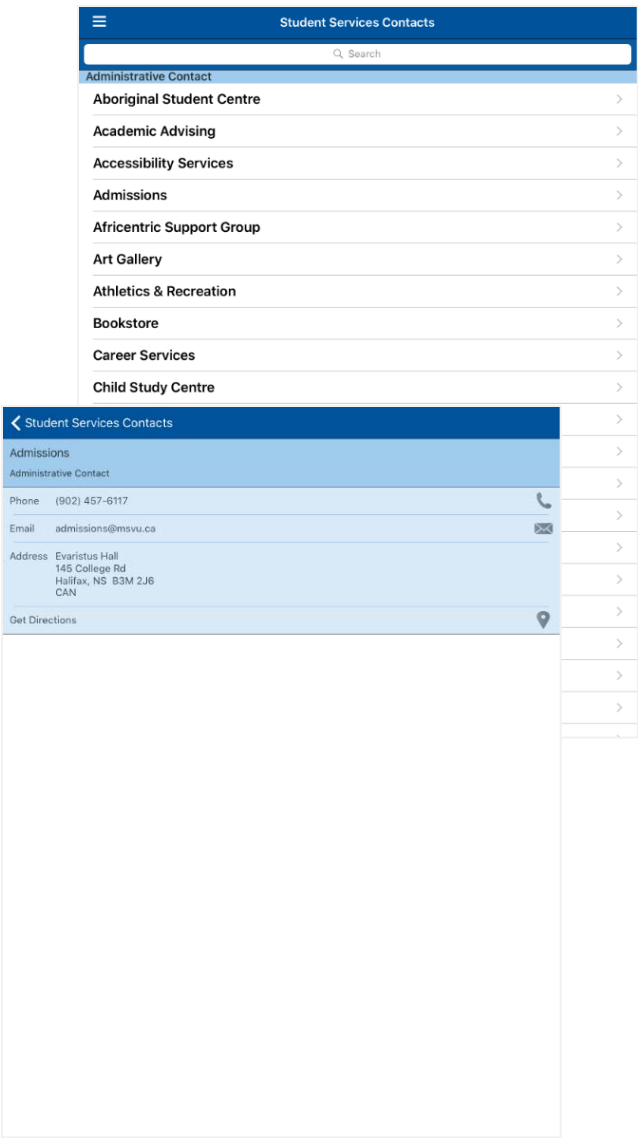 Student Services Contacts
Search
Administrative Contact
Aboriginal Student Centre
Academic Advising
Accessibility Services
Admissions
Africentric Support Group
Art Gallery
Athletics & Recreation
Bookstore
Career Services
Child Study Centre
Student Services Contacts
Admissions
Administrative Contact
Phone (902) 457-6117
Email admissions@msvu.ca
Address Evaristus Hall
145 College Rd
Halifax, NS B3M 2J6
CAN
Get Directions